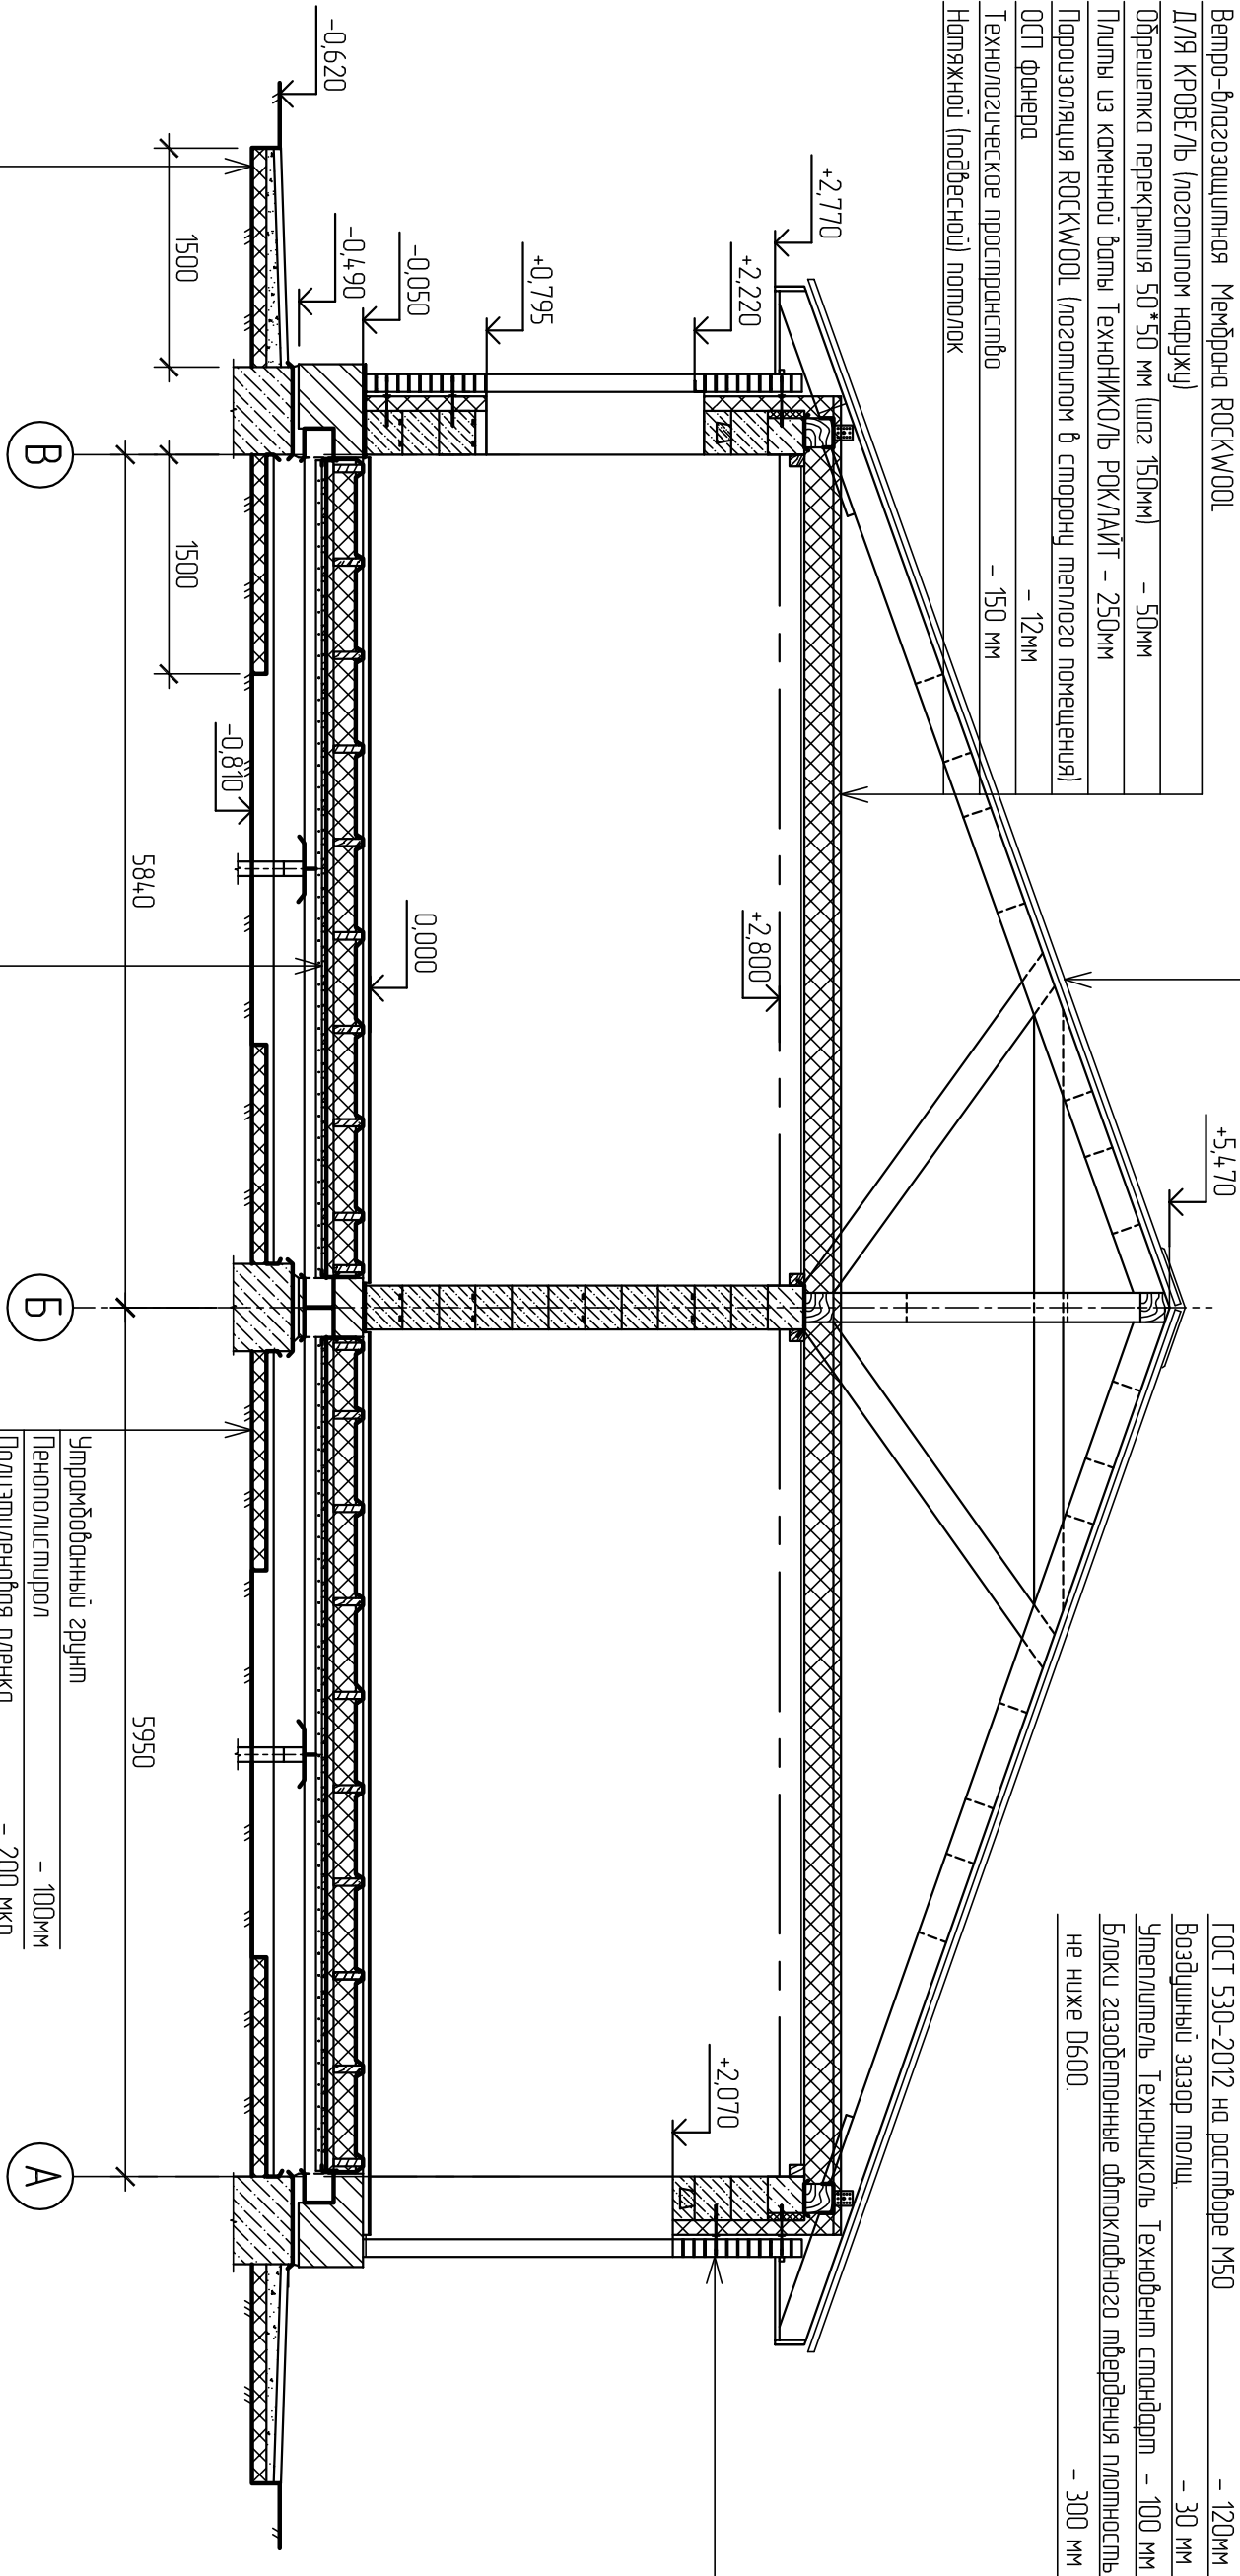 Ветро-влагозащитная Мембрана ROCKWOOL
ДЛЯ КРОВЕЛЬ (логотипом наружу)
Обрешетка перекрытия 50*50 мм (шаг 150мм) - 50мм
Плиты из каменной ваты ТехноНИКОЛЬ РОКЛАЙТ - 250мм
Пароизоляция ROCKWOOL (логотипом в сторону теплого помещения)
ОСП фанера - 12мм
Технологическое пространство - 150 мм
Натяжной (подвесной) потолок
+5,470
ГОСТ 530-2012 на растворе М50 - 120мм
Воздушный зазор толщ. - 30 мм
Утеплитель Технониколь Техновент стандарт - 100 мм
Блоки газобетонные автоклавного твердения плотность
не ниже D600. - 300 мм
+2,770
+2,220
+2,800
+2,070
+0,795
0,000
-0,050
-0,490
-0,620
-0,810
1500
1500
5840
5950
Утрамбованный грунт
Пенополистирол - 100мм
Полиэтиленовая пленка - 200 мкр
В
Б
А